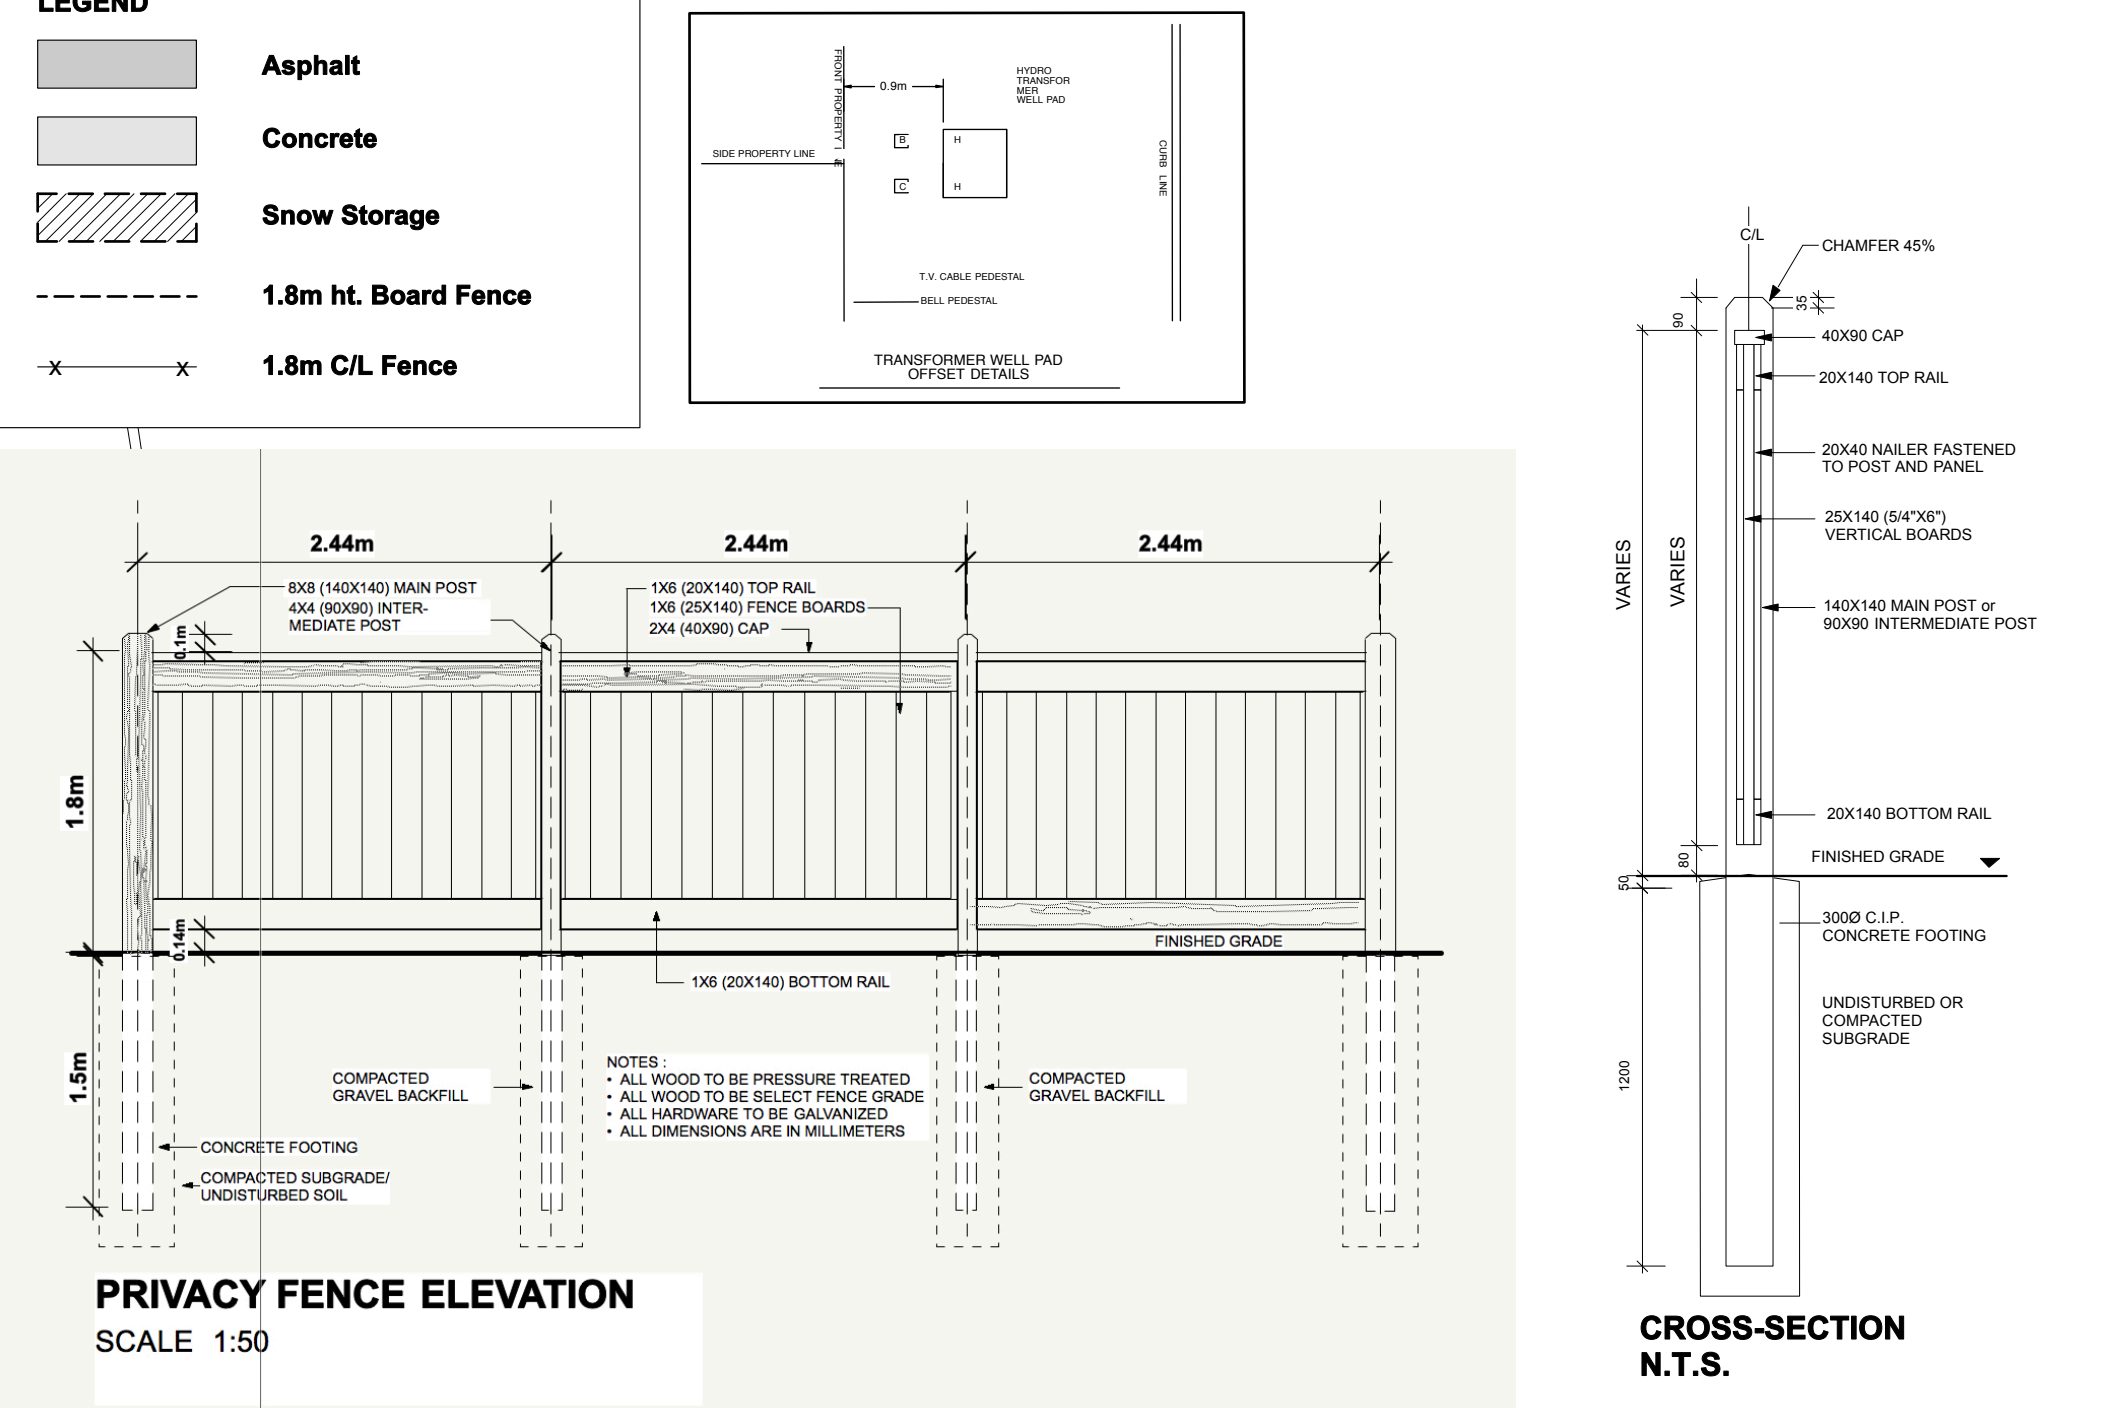 LEGEND
Asphalt
Concrete
Snow Storage
1.8m ht. Board Fence
X X
1.8m C/L Fence
FRONT PROPERTY LINE
0.9m
HYDRO
TRANSFOR
MER
WELL PAD
B
H
SIDE PROPERTY LINE
C
H
CURB LINE
T.V. CABLE PEDESTAL
BELL PEDESTAL
TRANSFORMER WELL PAD
OFFSET DETAILS
2.44m
2.44m
2.44m
8X8 (140X140) MAIN POST
4X4 (90X90) INTER-
MEDIATE POST
1X6 (20X140) TOP RAIL
1X6 (25X140) FENCE BOARDS
2X4 (40X90) CAP
0.1m
1.8m
0.14m
FINISHED GRADE
1X6 (20X140) BOTTOM RAIL
1.5m
COMPACTED
GRAVEL BACKFILL
NOTES :
• ALL WOOD TO BE PRESSURE TREATED
• ALL WOOD TO BE SELECT FENCE GRADE
• ALL HARDWARE TO BE GALVANIZED
• ALL DIMENSIONS ARE IN MILLIMETERS
COMPACTED
GRAVEL BACKFILL
CONCRETE FOOTING
COMPACTED SUBGRADE/
UNDISTURBED SOIL
PRIVACY FENCE ELEVATION
SCALE 1:50
C/L
CHAMFER 45%
35
90
40X90 CAP
20X140 TOP RAIL
20X40 NAILER FASTENED
TO POST AND PANEL
25X140 (5/4"X6")
VERTICAL BOARDS
VARIES
VARIES
140X140 MAIN POST or
90X90 INTERMEDIATE POST
20X140 BOTTOM RAIL
80
FINISHED GRADE
50
300Ø C.I.P.
CONCRETE FOOTING
UNDISTURBED OR
COMPACTED
SUBGRADE
1200
CROSS-SECTION
N.T.S.